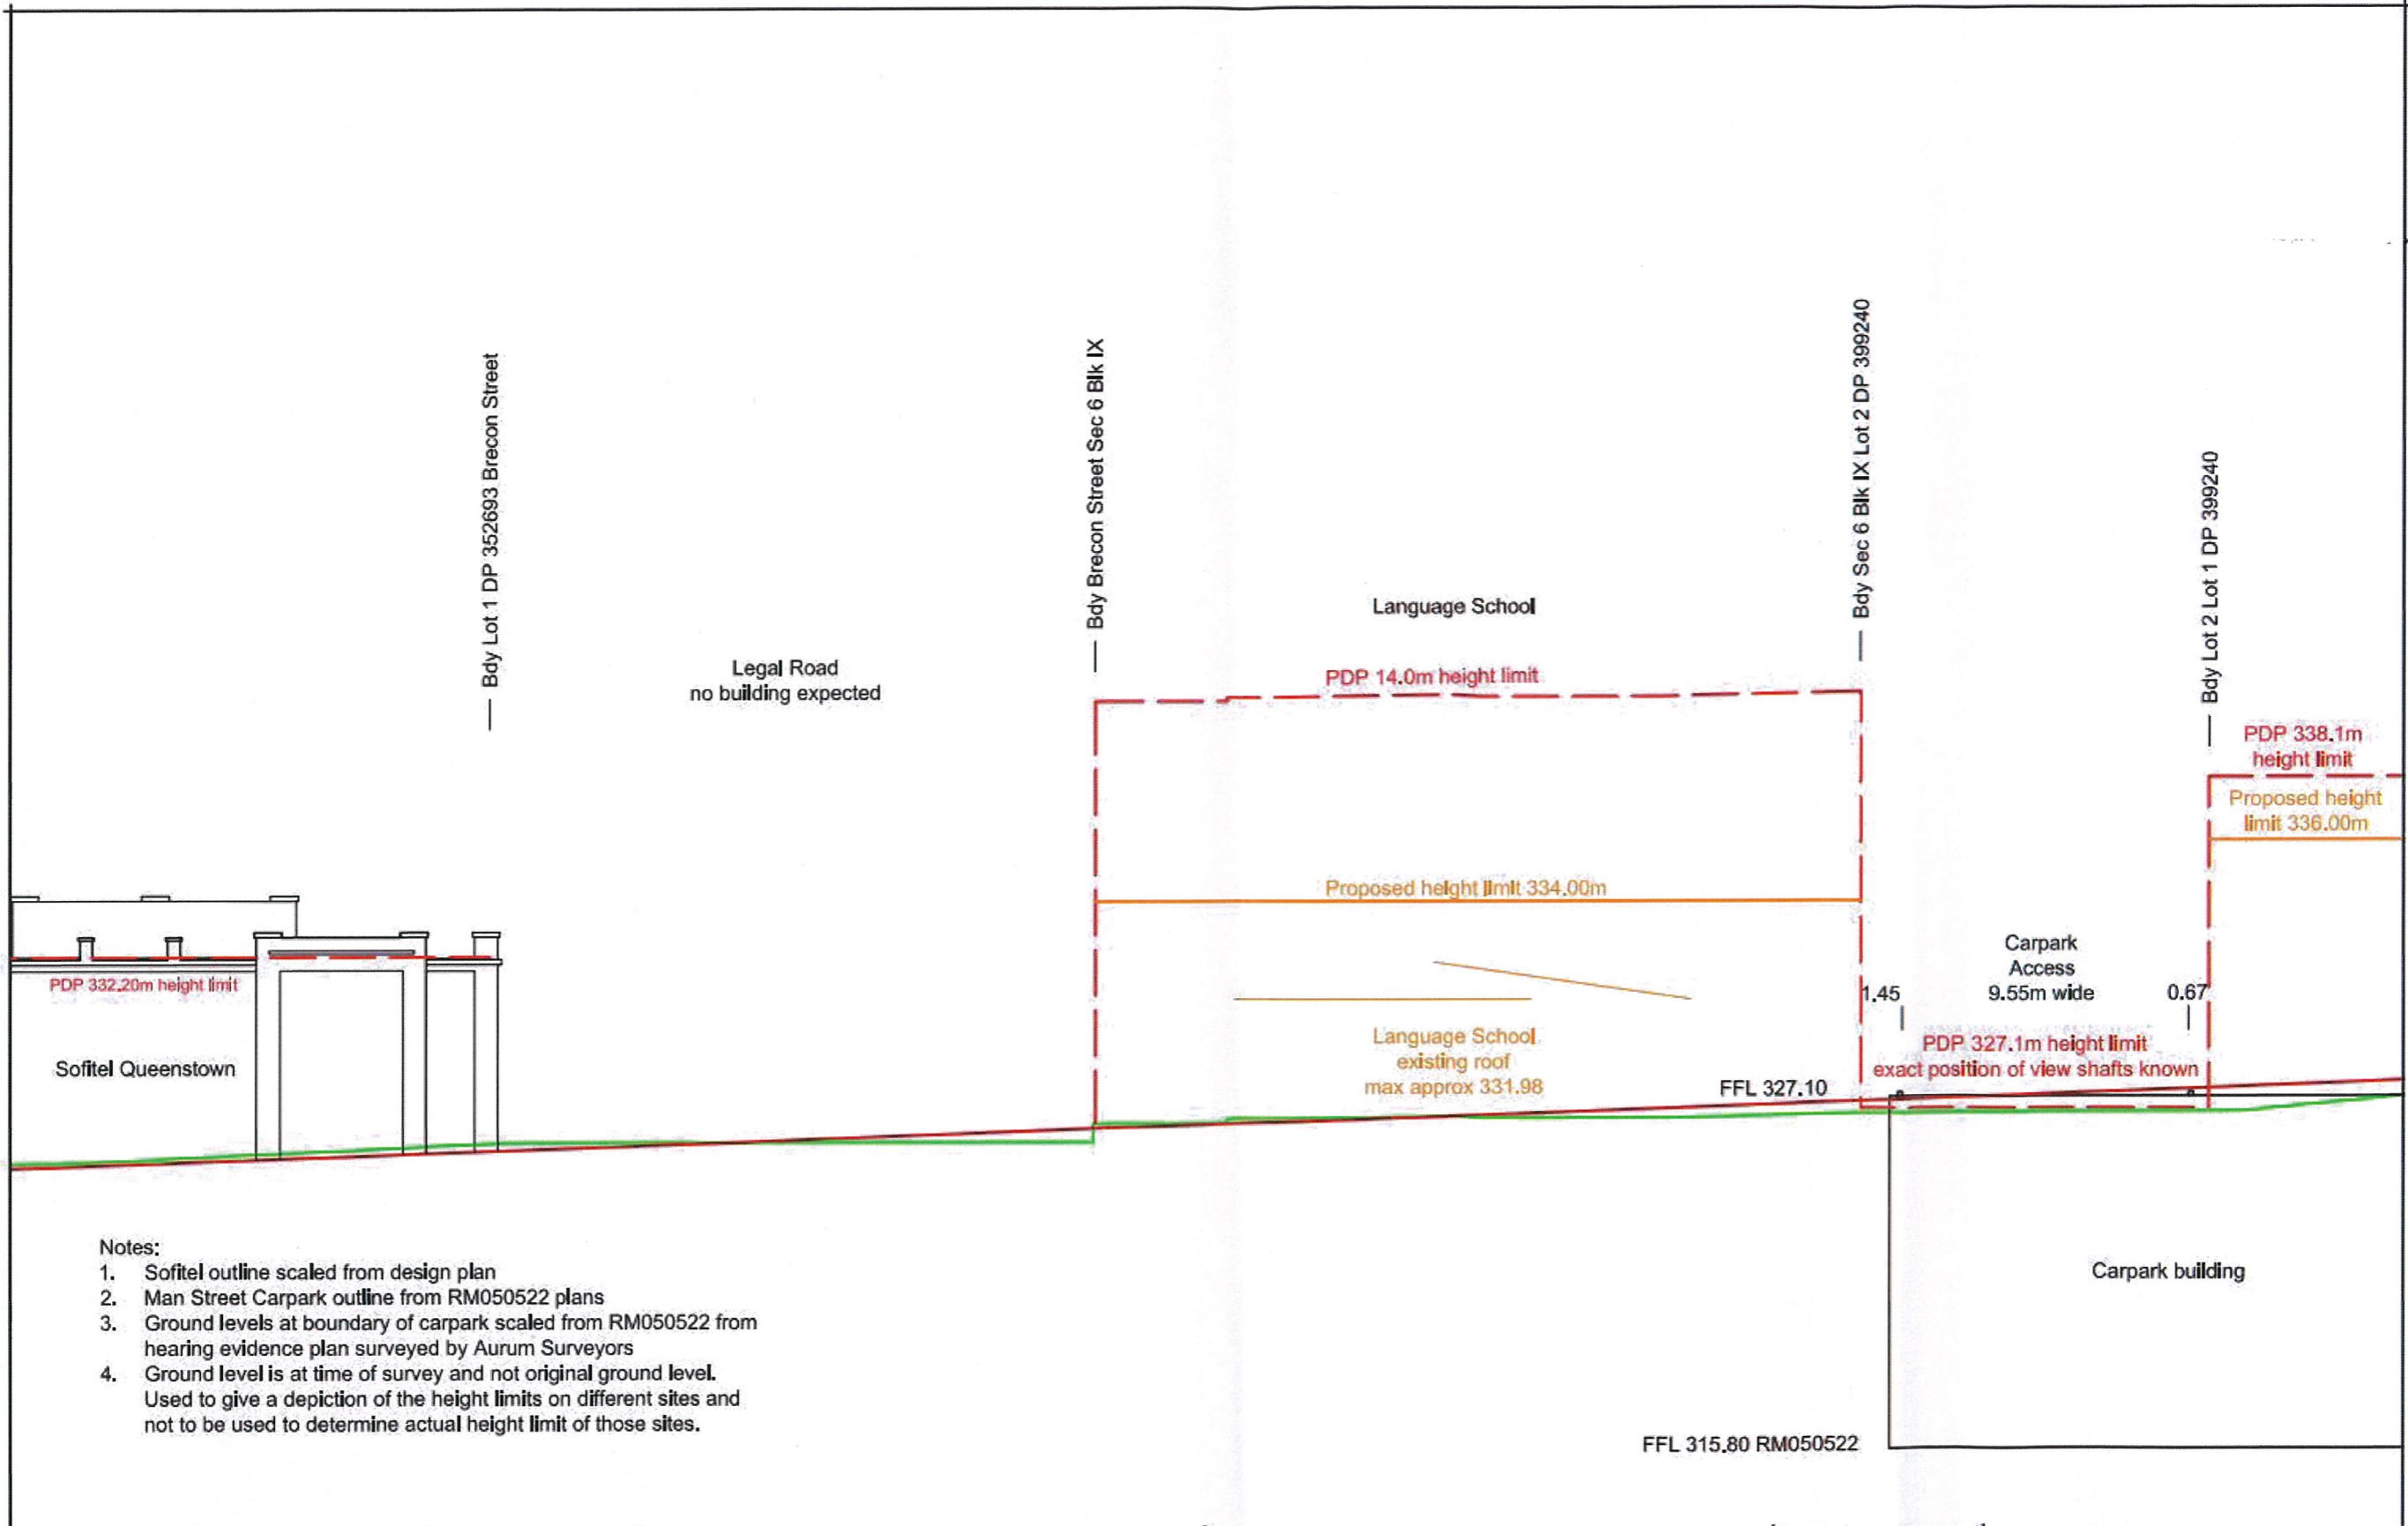 Bdy Lot 1 DP 352693 Brecon Street
Legal Road
no building expected
Bdy Brecon Street Sec 6 Blk IX
Language School
PDP 14.0m height limit
Bdy Sec 6 Blk IX Lot 2 DP 399240
Bdy Lot 2 Lot 1 DP 399240
PDP 338.1m
height limit
Proposed height
limit 336.00m
Proposed height limit 334.00m
PDP 332.20m height limit
Sofitel Queenstown
Language School
existing roof
max approx 331.98
Carpark
Access
9.55m wide
1.45
0.67
PDP 327.1m height limit
exact position of view shafts known
FFL 327.10
Carpark building
FFL 315.80 RM050522
Notes:
1. Sofitel outline scaled from design plan
2. Man Street Carpark outline from RM050522 plans
3. Ground levels at boundary of carpark scaled from RM050522 from
hearing evidence plan surveyed by Aurum Surveyors
4. Ground level is at time of survey and not original ground level.
Used to give a depiction of the height limits on different sites and
not to be used to determine actual height limit of those sites.